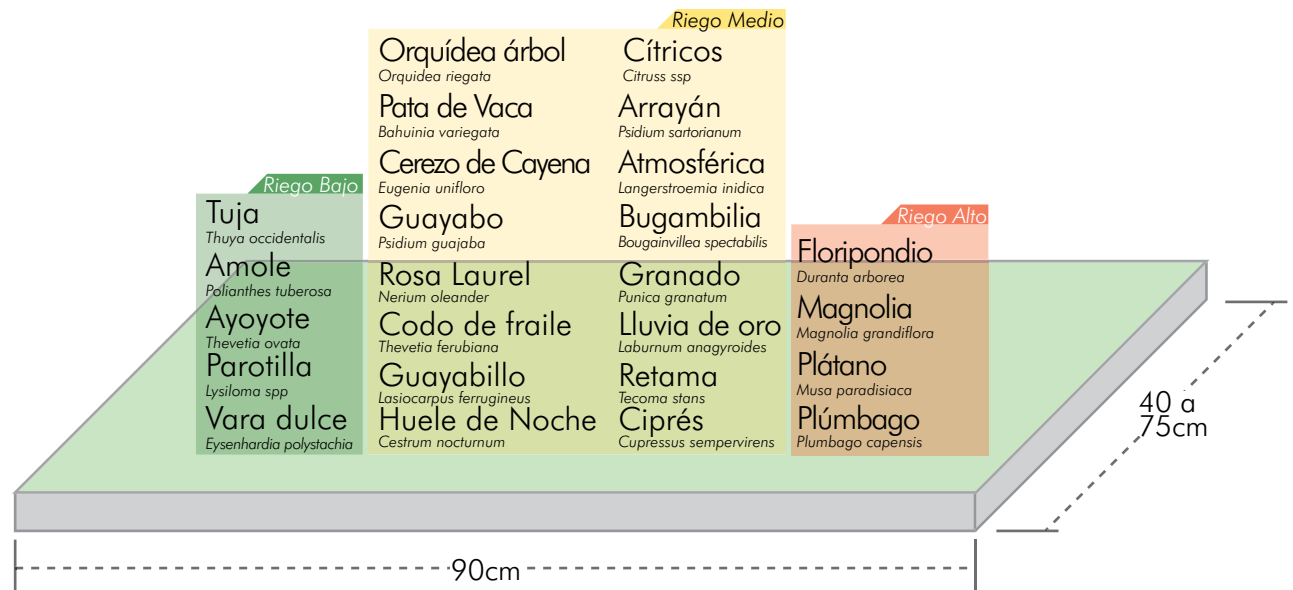 Riego Bajo
Tuja
Thuya occidentalis
Amole
Polianthes tuberosa
Ayoyote
Thevetia ovata
Parotilla
Lysiloma spp
Vara dulce
Eysenhardia polystachia
Riego Medio
Orquídea árbol
Orquidea riegata
Pata de Vaca
Bahuinia variegata
Cerezo de Cayena
Eugenia unifloro
Guayabo
Psidium guajaba
Rosa Laurel
Nerium oleander
Codo de fraile
Thevetia ferubiana
Guayabillo
Lasiocarpus ferrugineus
Huele de Noche
Cestrum nocturnum
Cítricos
Citruss ssp
Arrayán
Psidium sartorianum
Atmosférica
Langerstroemia inidica
Bugambilia
Bougainvillea spectabilis
Granado
Punica granatum
Lluvia de oro
Laburnum anagyroides
Retama
Tecoma stans
Ciprés
Cupressus sempervirens
Riego Alto
Floripondio
Duranta arborea
Magnolia
Magnolia grandiflora
Plátano
Musa paradisiaca
Plúmbago
Plumbago capensis
40 a
75cm
90cm